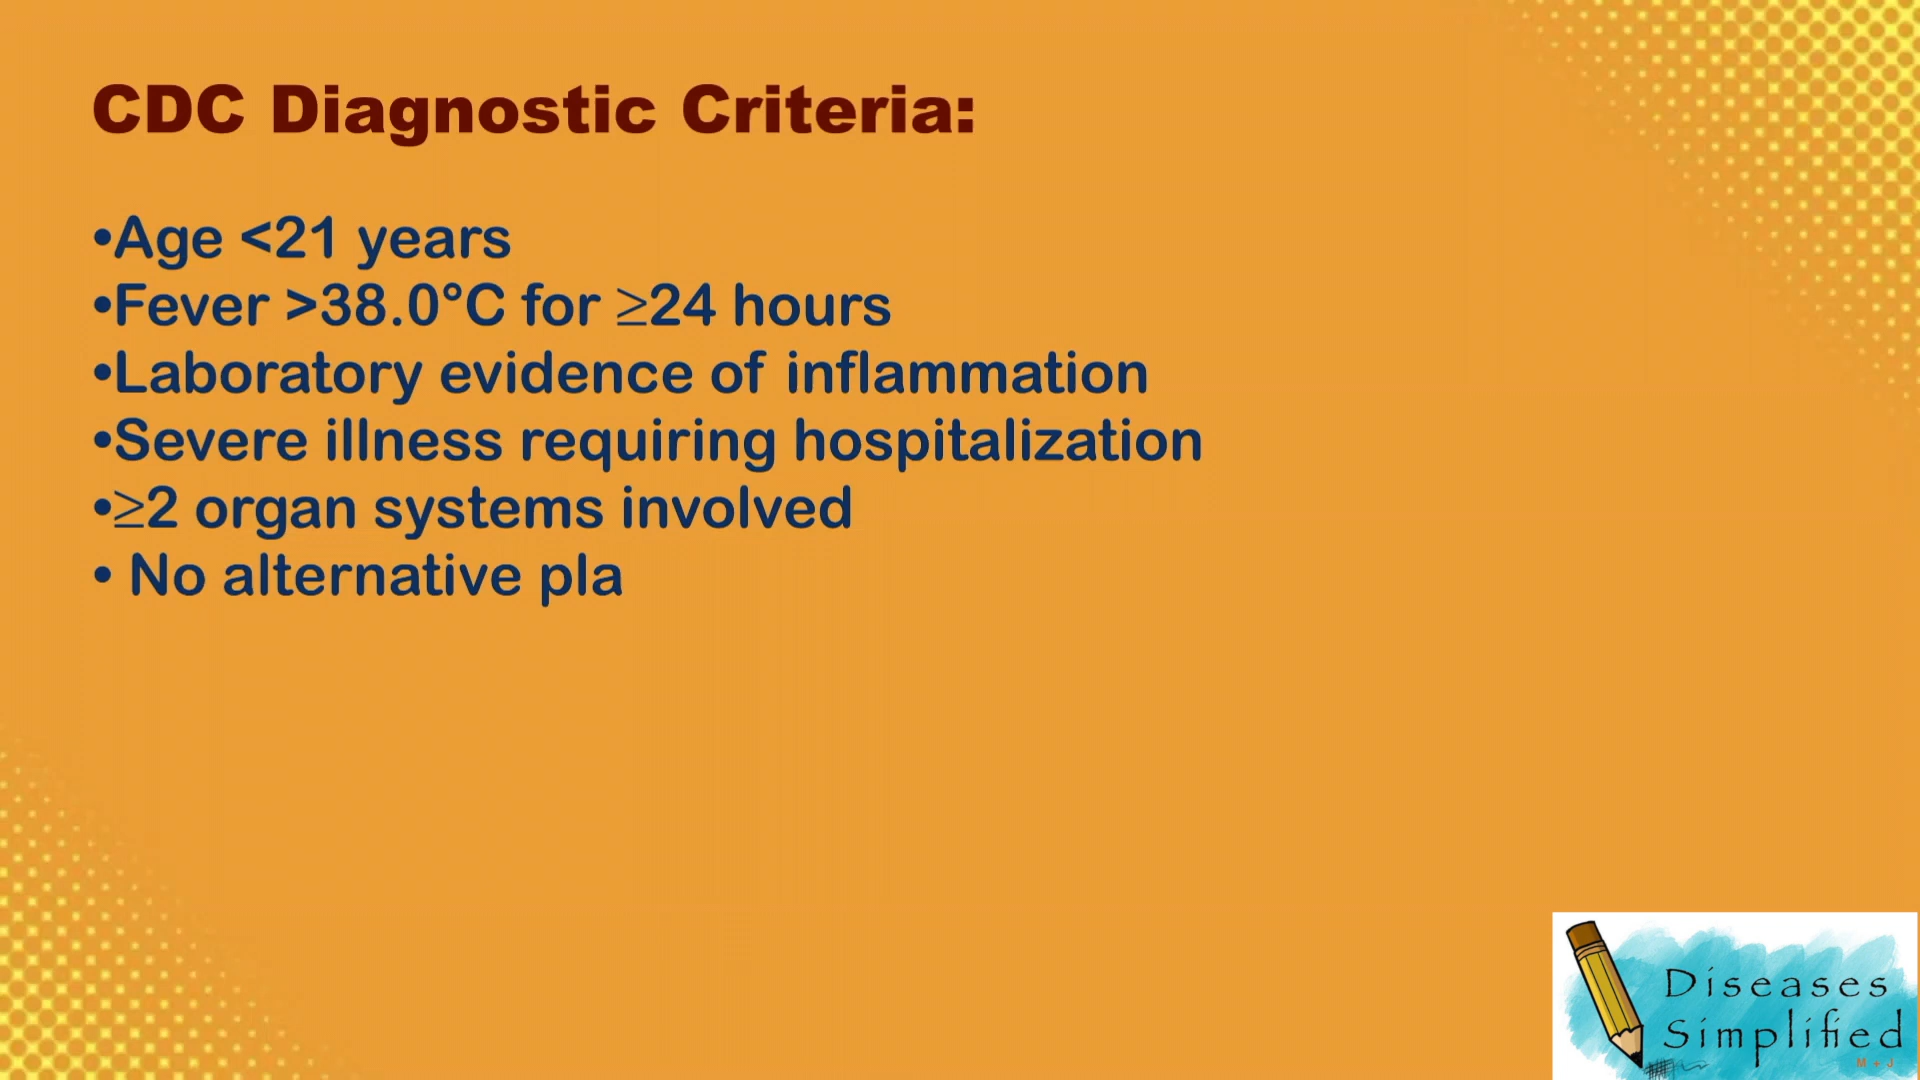 CDC Diagnostic Criteria:
•Age <21 years
•Fever >38.0°C for ≥24 hours
•Laboratory evidence of inflammation
•Severe illness requiring hospitalization
•≥2 organ systems involved
• No alternative pla
Diseases
Simplified
M + J